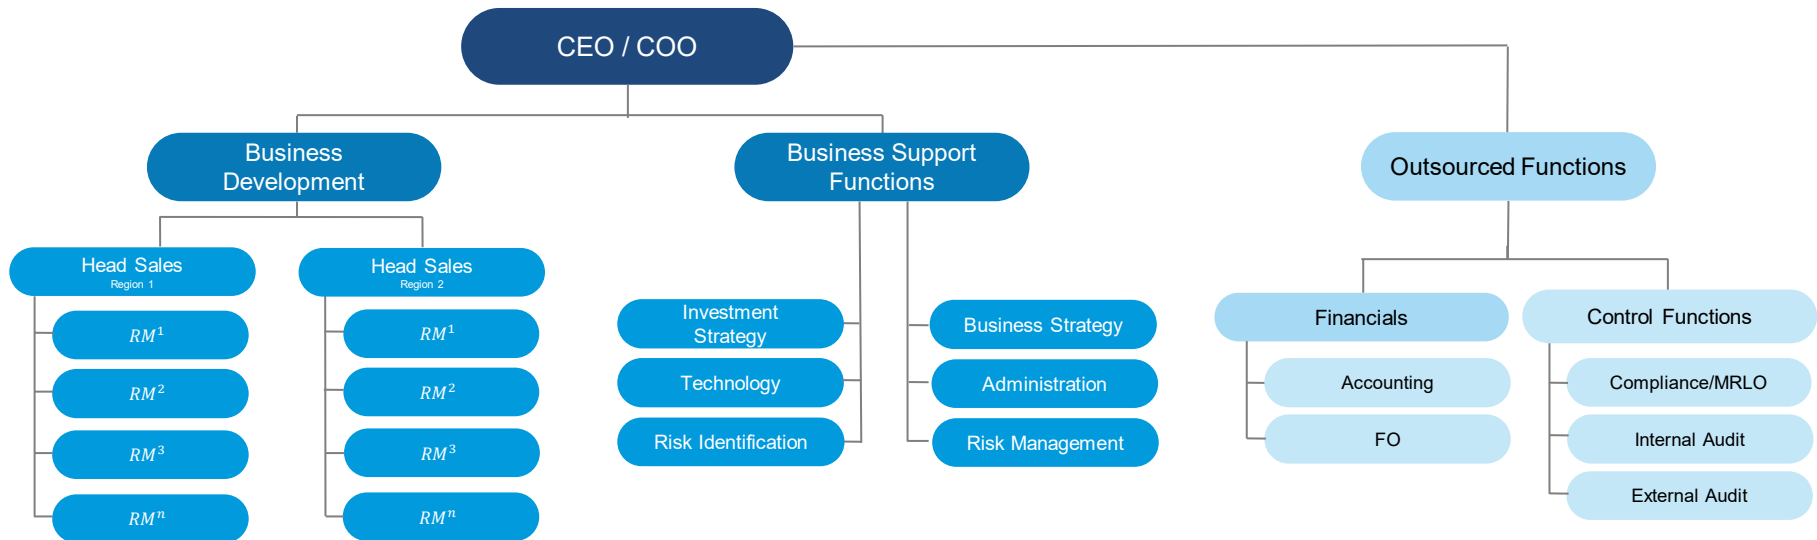 CEO / COO
Business
Development
Business Support
Functions
Outsourced Functions
Head Sales
Region 1
RM¹
RM²
RM³
RMⁿ
Head Sales
Region 2
RM¹
RM²
RM³
RMⁿ
Investment
Strategy
Technology
Risk Identification
Business Strategy
Administration
Risk Management
Financials
Accounting
FO
Control Functions
Compliance/MRLO
Internal Audit
External Audit